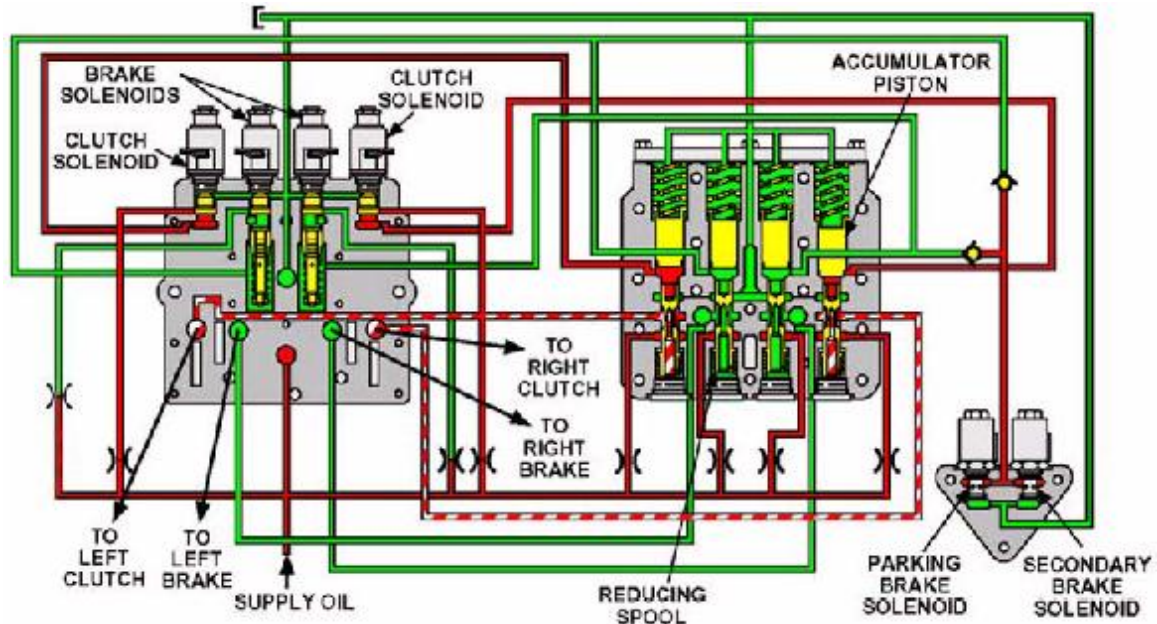 BRAKE
SOLENOIDS
CLUTCH
SOLENOID
CLUTCH
SOLENOID
ACCUMULATOR
PISTON
TO
RIGHT
CLUTCH
TO
RIGHT
BRAKE
TO
LEFT
CLUTCH
TO
LEFT
BRAKE
SUPPLY OIL
REDUCING
SPOOL
PARKING
BRAKE
SOLENOID
SECONDARY
BRAKE
SOLENOID